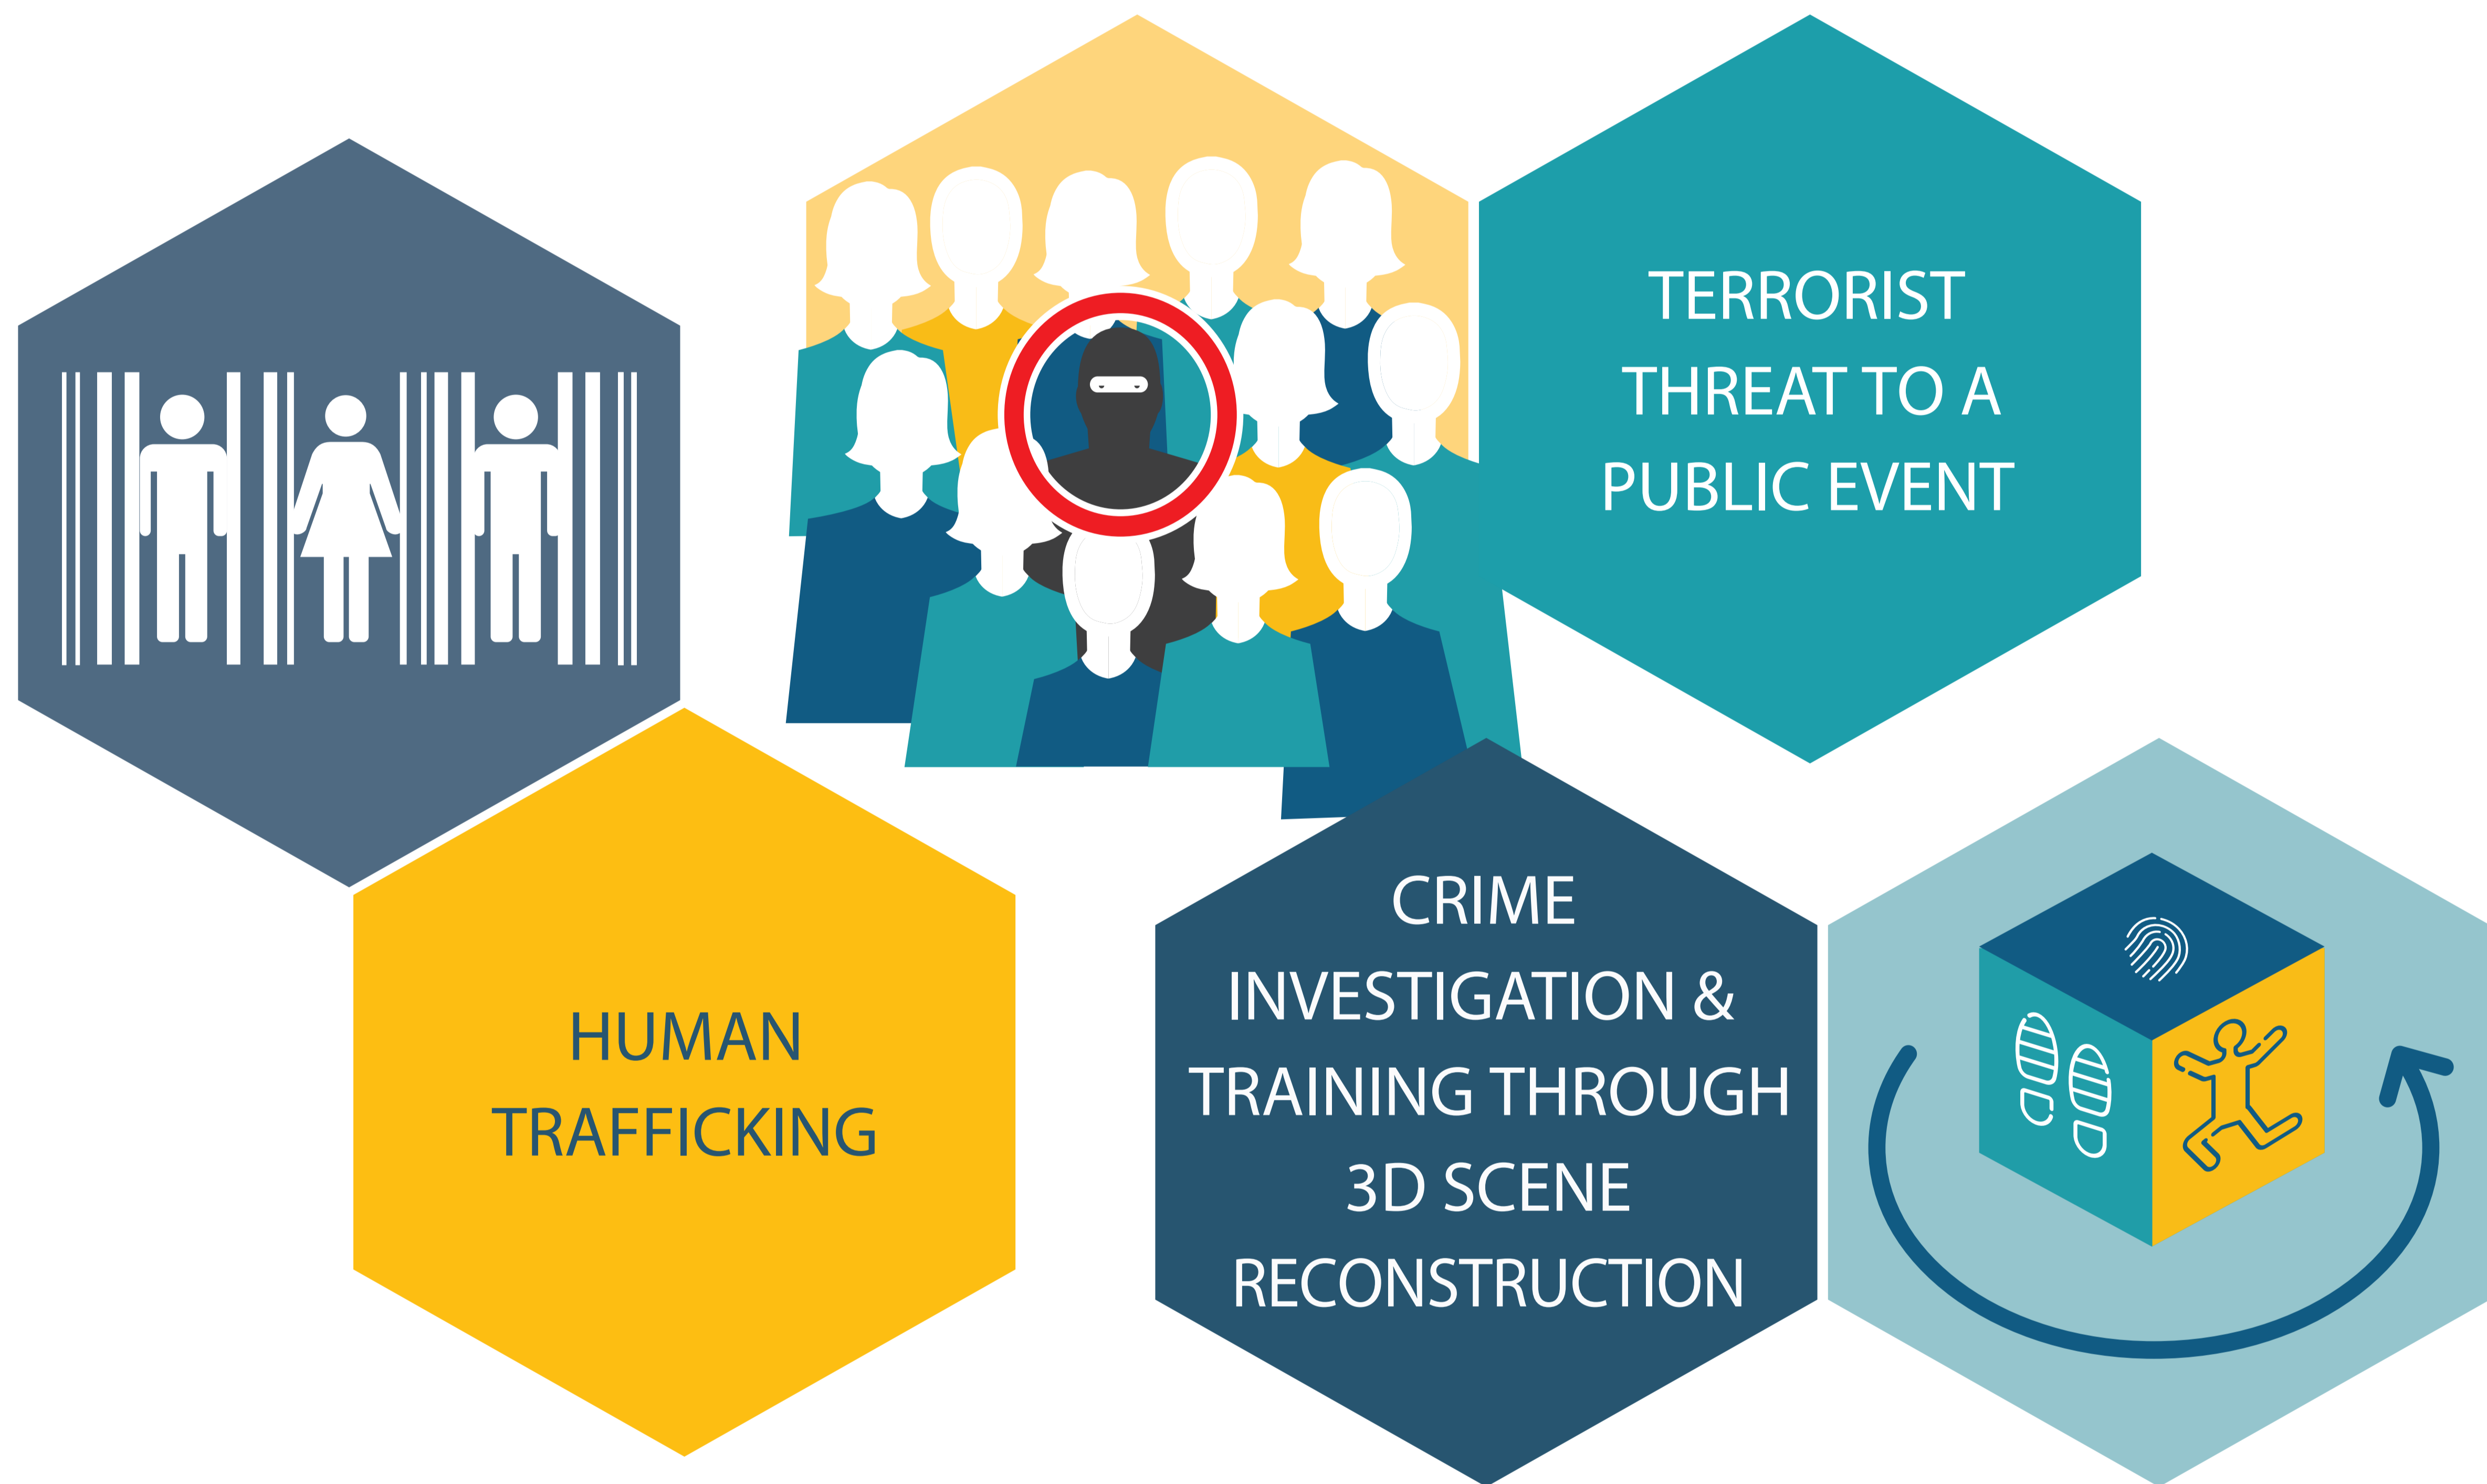 TERRORIST
THREAT TO A
PUBLIC EVENT
HUMAN
TRAFFICKING
CRIME
INVESTIGATION &
TRAINING THROUGH
3D SCENE
RECONSTRUCTION